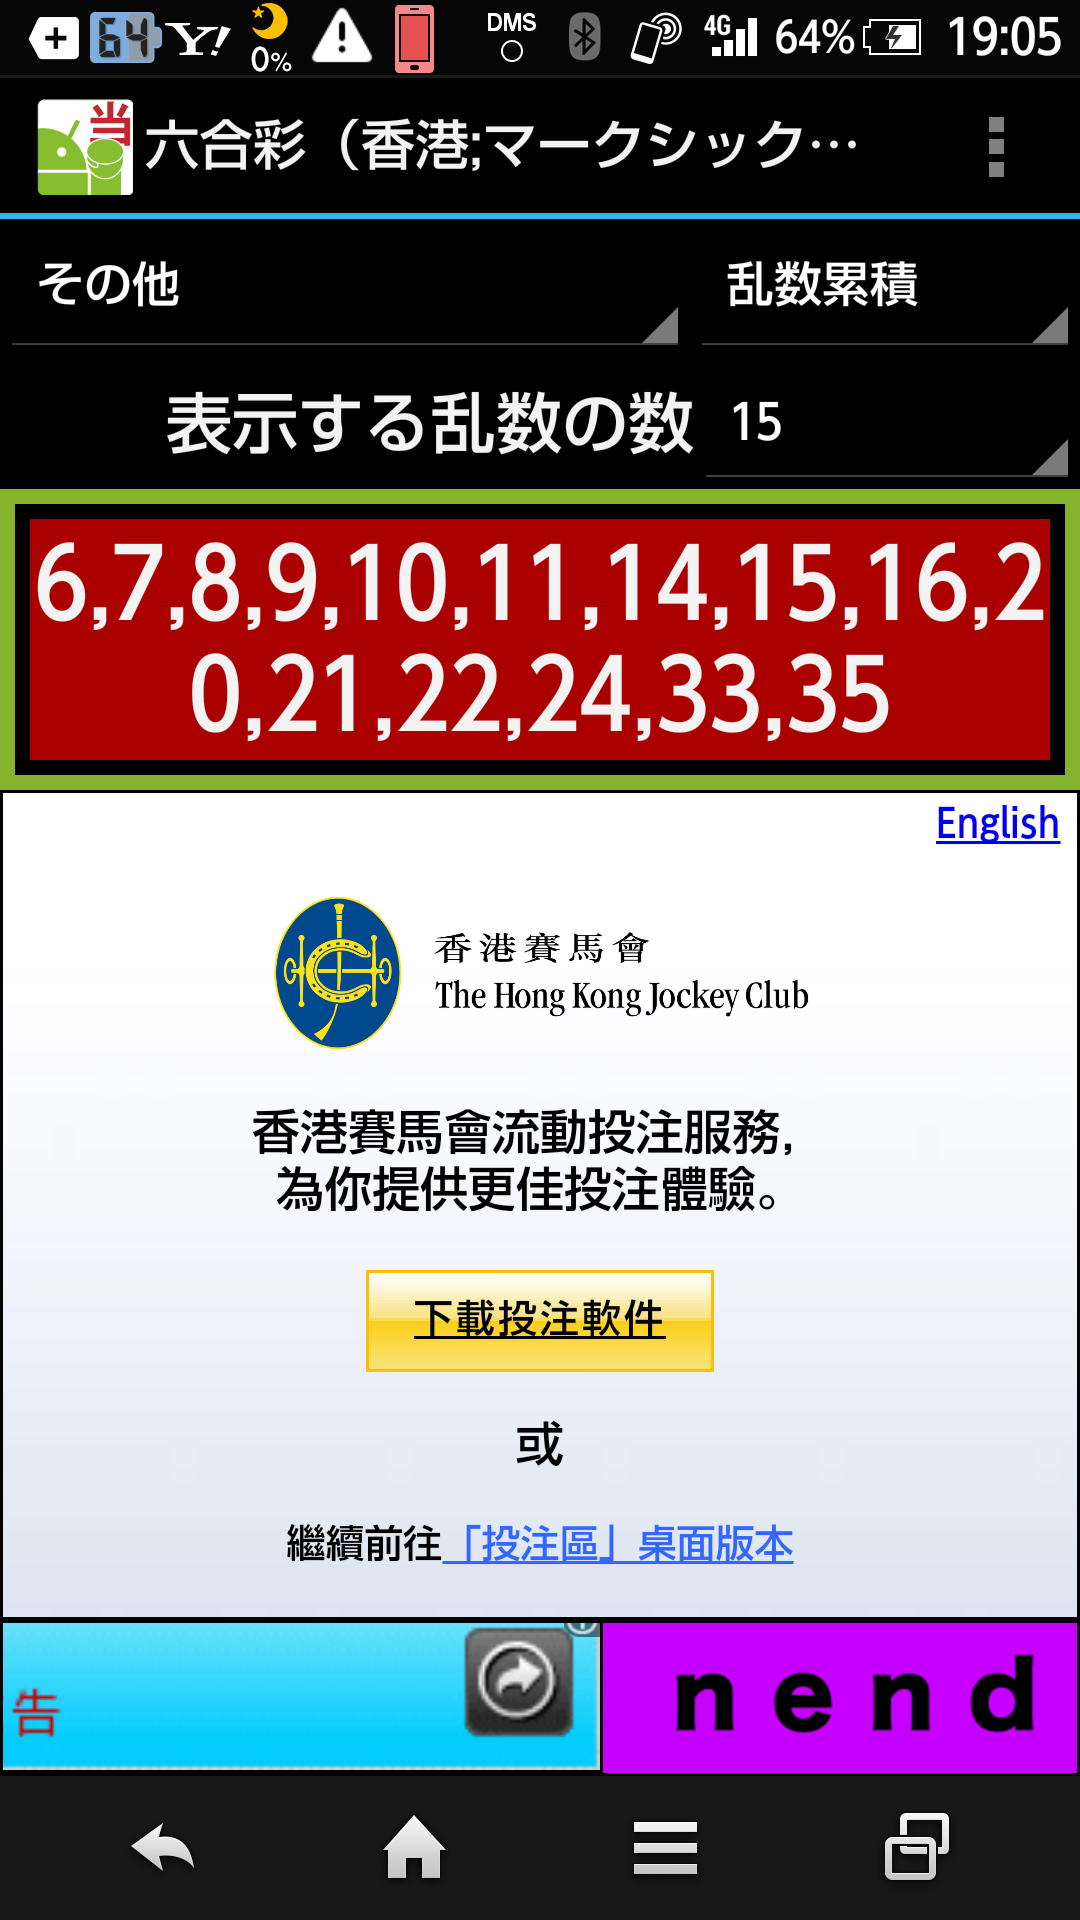 64 Y! 0% DMS 4G 64% 19:05
当 六合彩（香港;マークシック…
その他 乱数累積
表示する乱数の数 15
6,7,8,9,10,11,14,15,16,2
0,21,22,24,33,35
English
香港賽馬會
The Hong Kong Jockey Club
香港賽馬會流動投注服務,
為你提供更佳投注體驗。
下載投注軟件
或
繼續前往「投注區」桌面版本
告 nend